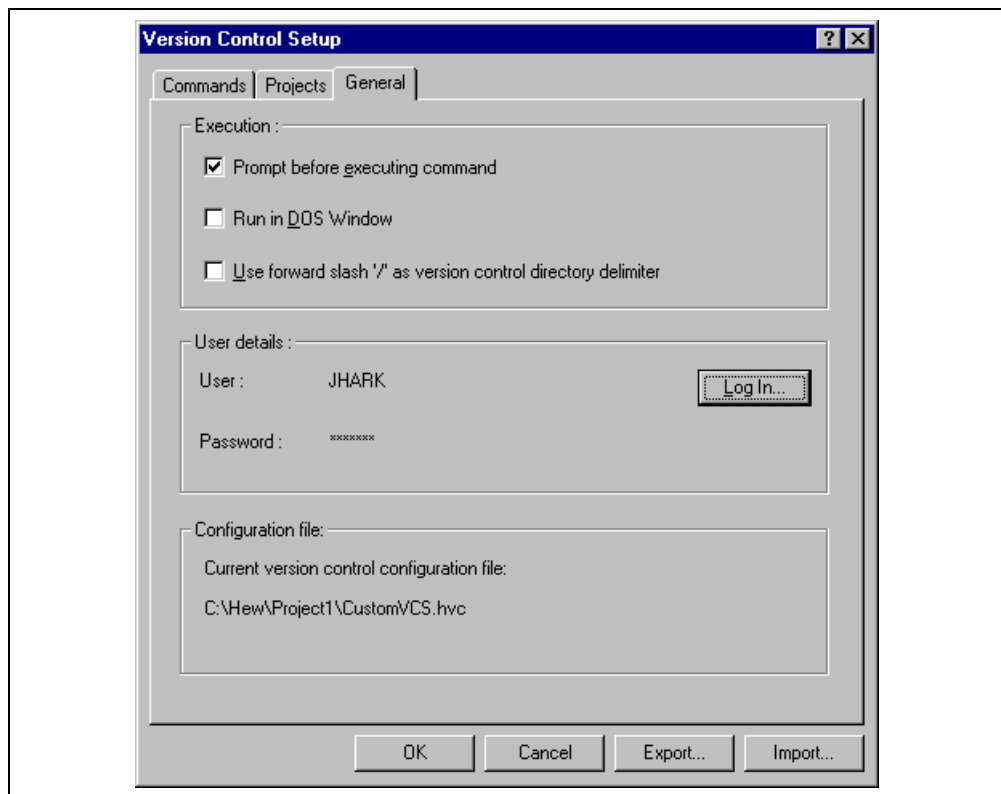 Version Control Setup
Commands Projects General
Execution :
Prompt before executing command
Run in DOS Window
Use forward slash '/' as version control directory delimiter
User details :
User : JHARK
Log In...
Password : *******
Configuration file:
Current version control configuration file:
C:\Hew\Project1\CustomVCS.hvc
OK Cancel Export... Import...